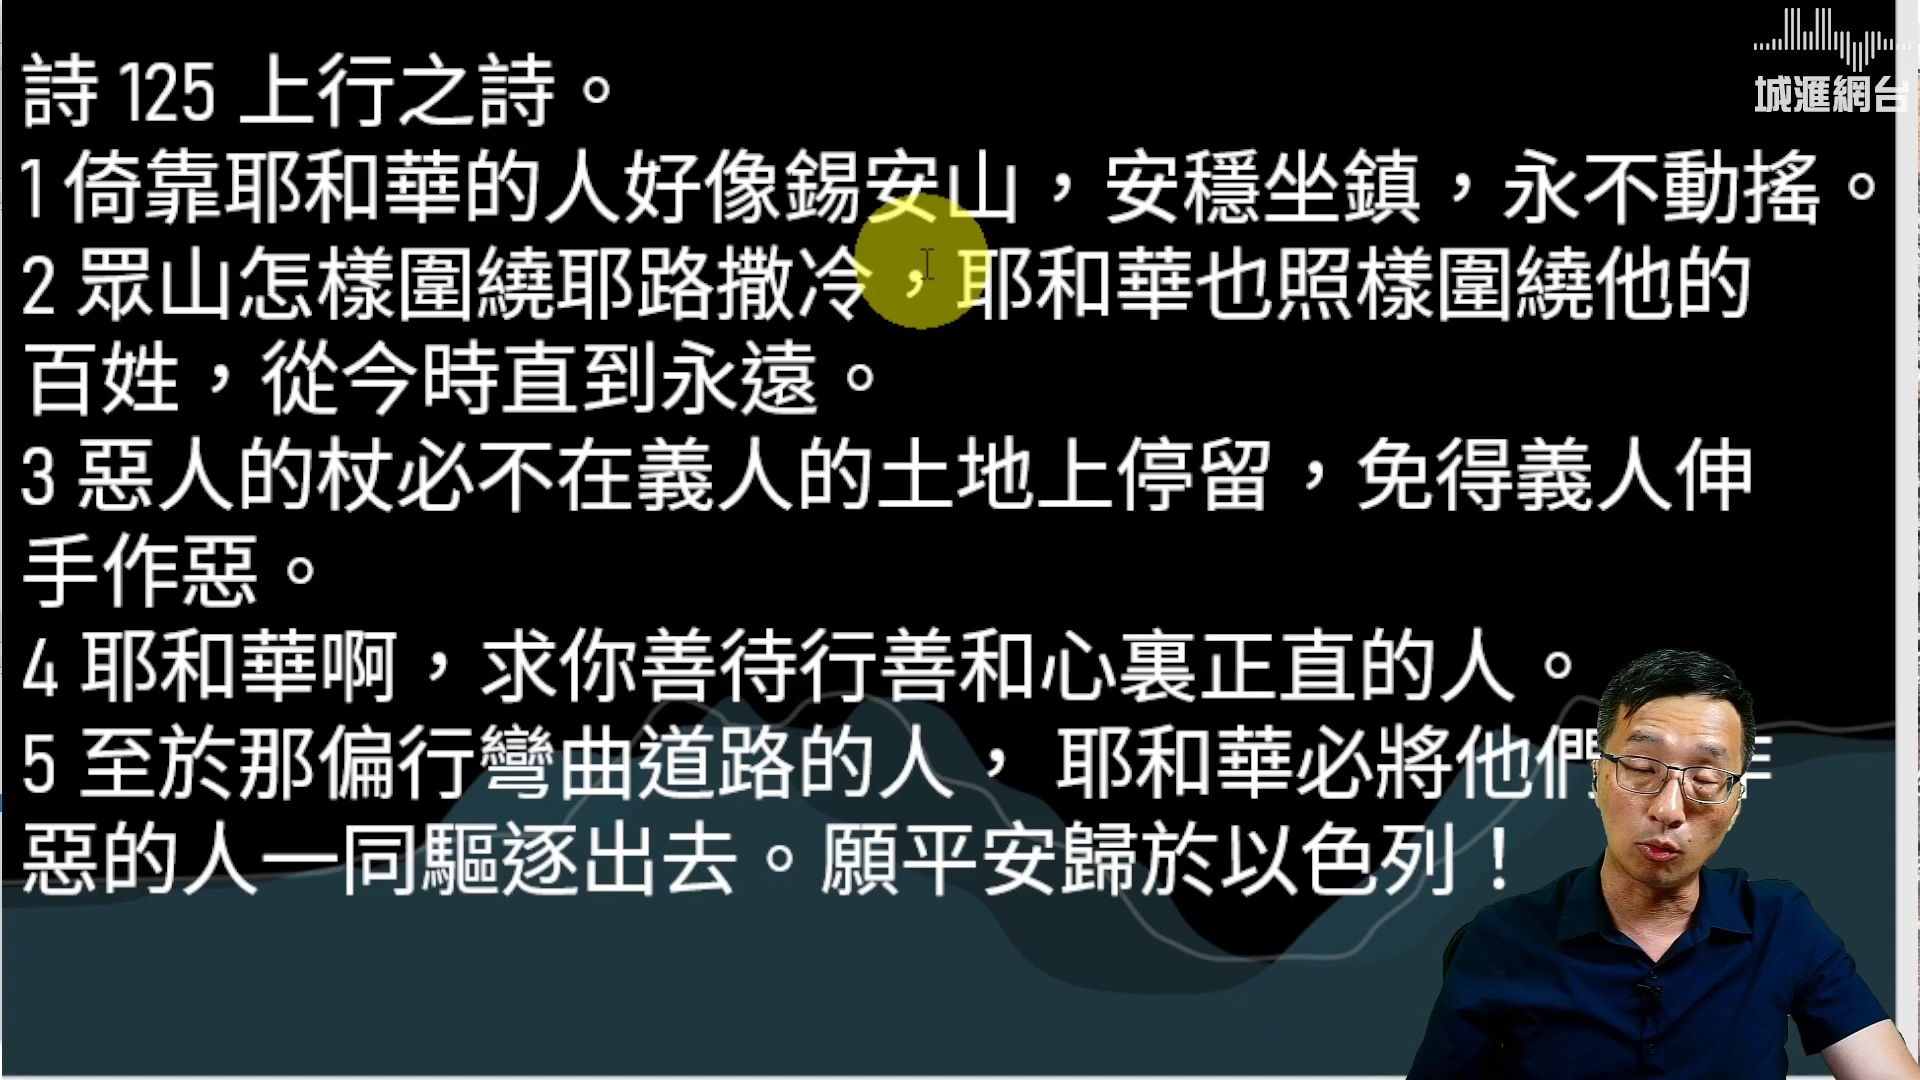 城滙網台
詩 125 上行之詩。
1 倚靠耶和華的人好像錫安山，安穩坐鎮，永不動搖。
2 眾山怎樣圍繞耶路撒冷，耶和華也照樣圍繞他的
百姓，從今時直到永遠。
3 惡人的杖必不在義人的土地上停留，免得義人伸
手作惡。
4 耶和華啊，求你善待行善和心裏正直的人。
5 至於那偏行彎曲道路的人， 耶和華必將他們
惡的人一同驅逐出去。願平安歸於以色列！